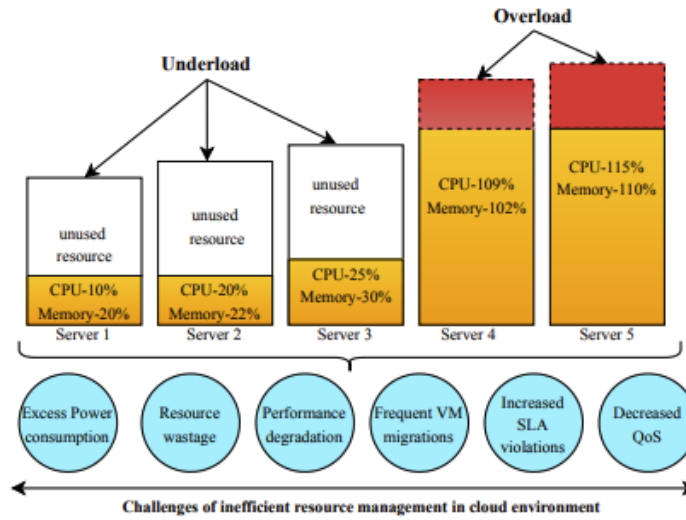 Overload
Underload
unused
resource
CPU-10%
Memory-20%
Server 1
unused
resource
CPU-20%
Memory-22%
Server 2
unused
resource
CPU-25%
Memory-30%
Server 3
CPU-109%
Memory-102%
Server 4
CPU-115%
Memory-110%
Server 5
Excess Power
consumption
Resource
wastage
Performance
degradation
Frequent VM
migrations
Increased
SLA
violations
Decreased
QoS
Challenges of inefficient resource management in cloud environment